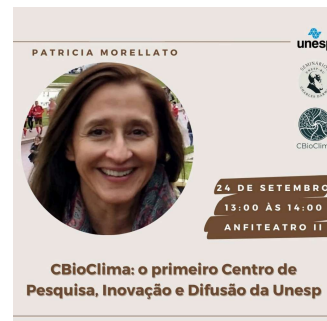 unesp
PATRICIA MORELLATO
CBioClima
24 DE SETEMBRO
13:00 ÀS 14:00
ANFITEATRO II
CBioClima: o primeiro Centro de
Pesquisa, Inovação e Difusão da Unesp